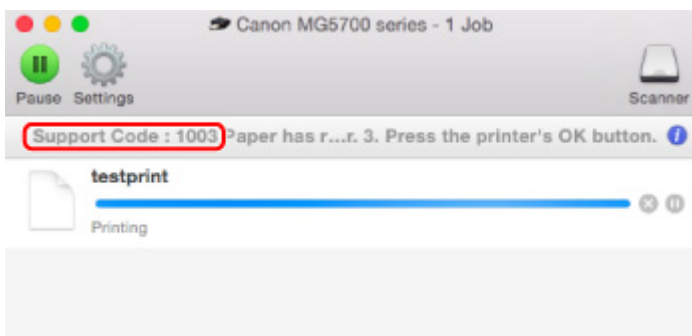 Canon MG5700 series - 1 Job
Pause Settings Scanner
Support Code : 1003 Paper has r...r. 3. Press the printer's OK button.
testprint
Printing